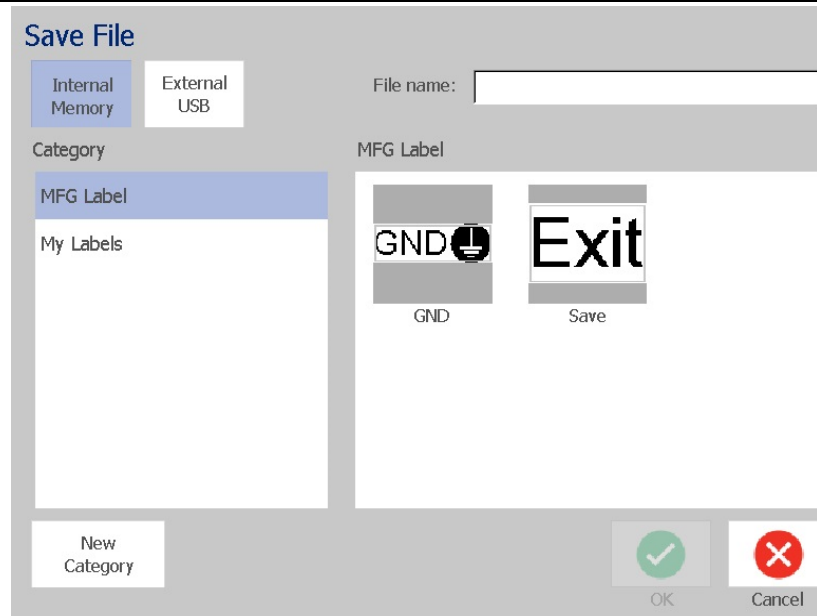 Save File
Internal
Memory
External
USB
File name:
Category
MFG Label
MFG Label
My Labels
GND
Exit
GND
Save
New
Category
OK
Cancel